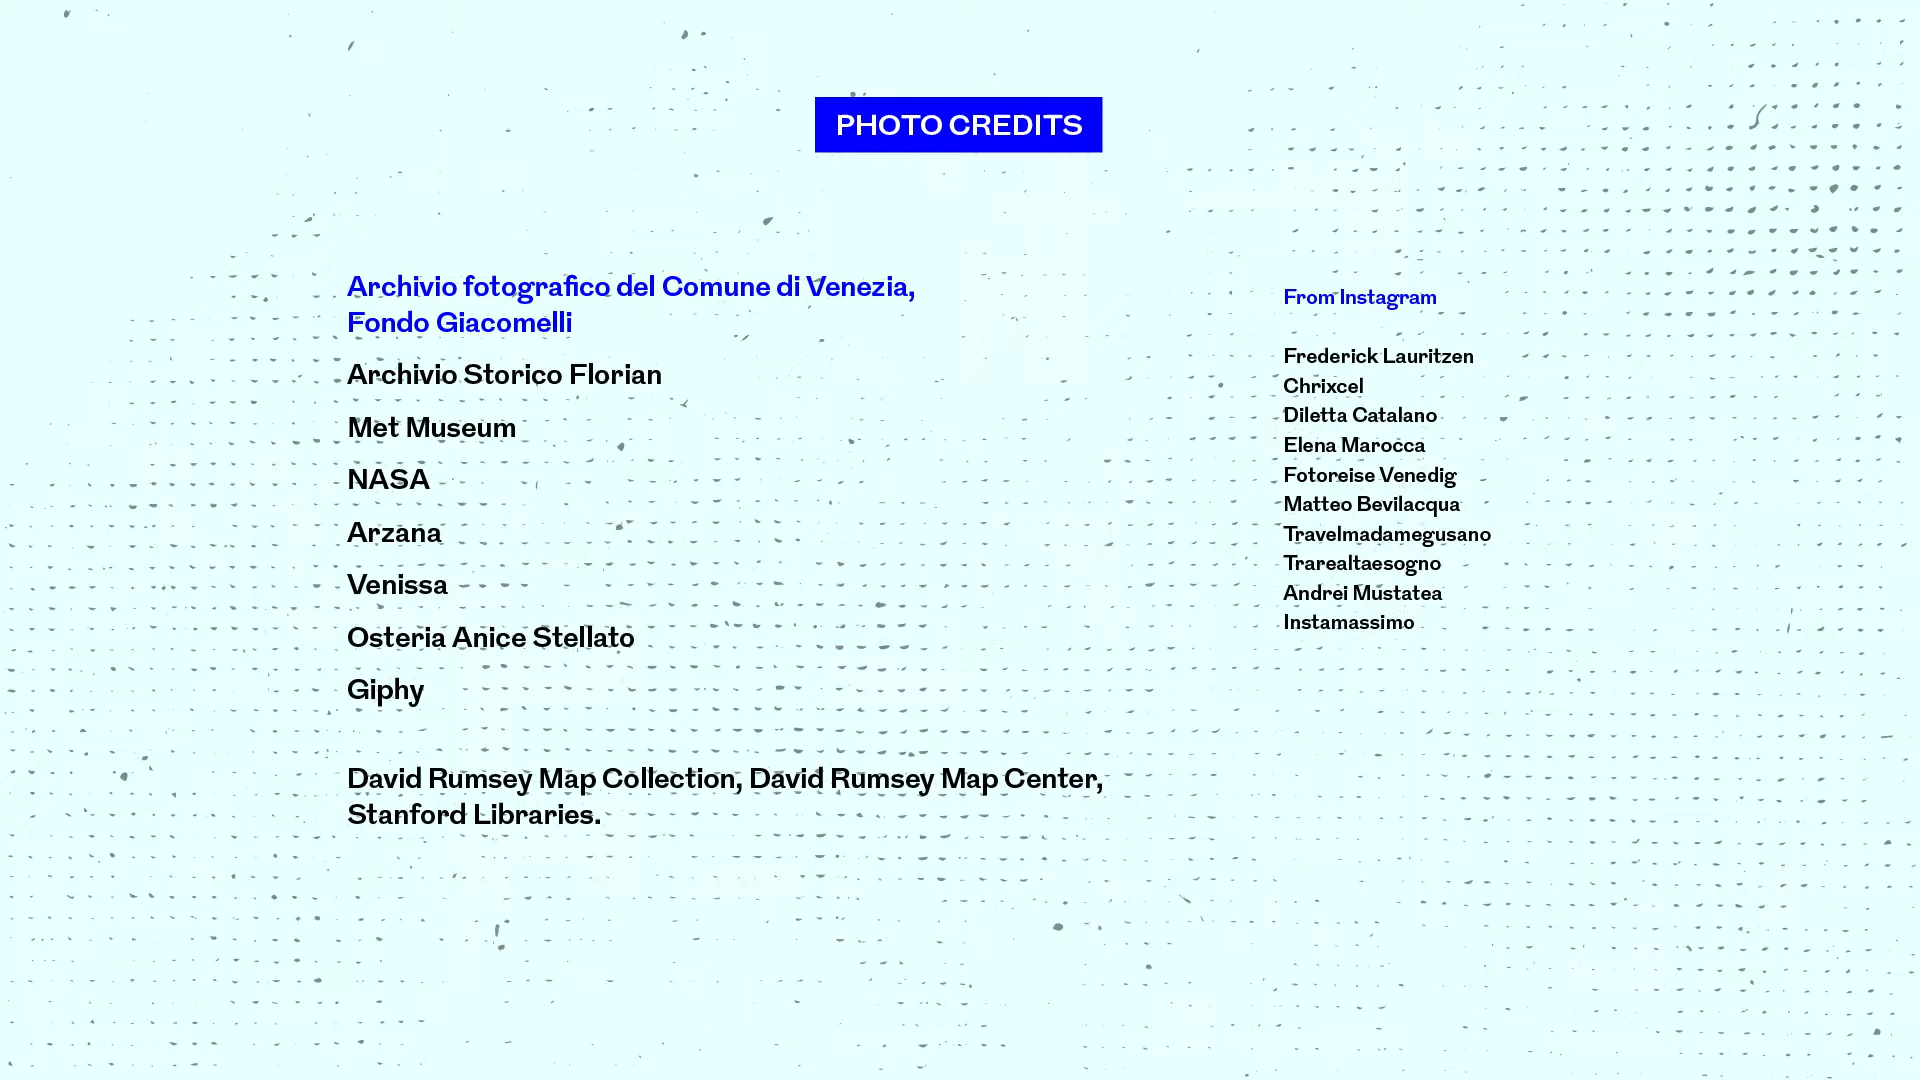 PHOTO CREDITS
Archivio fotografico del Comune di Venezia,
Fondo Giacomelli
Archivio Storico Florian
Met Museum
NASA
Arzana
Venissa
Osteria Anice Stellato
Giphy
David Rumsey Map Collection, David Rumsey Map Center,
Stanford Libraries.
From Instagram
Frederick Lauritzen
Chrixcel
Diletta Catalano
Elena Marocca
Fotoreise Venedig
Matteo Bevilacqua
Travelmadamegusano
Trarealtaesogno
Andrei Mustatea
Instamassimo